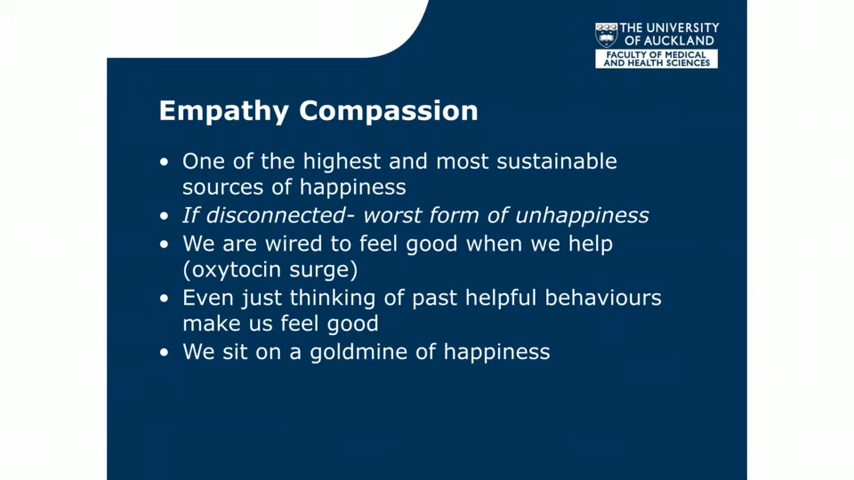 THE UNIVERSITY
OF AUCKLAND
FACULTY OF MEDICAL
AND HEALTH SCIENCES
Empathy Compassion
• One of the highest and most sustainable
sources of happiness
• If disconnected- worst form of unhappiness
• We are wired to feel good when we help
(oxytocin surge)
• Even just thinking of past helpful behaviours
make us feel good
• We sit on a goldmine of happiness